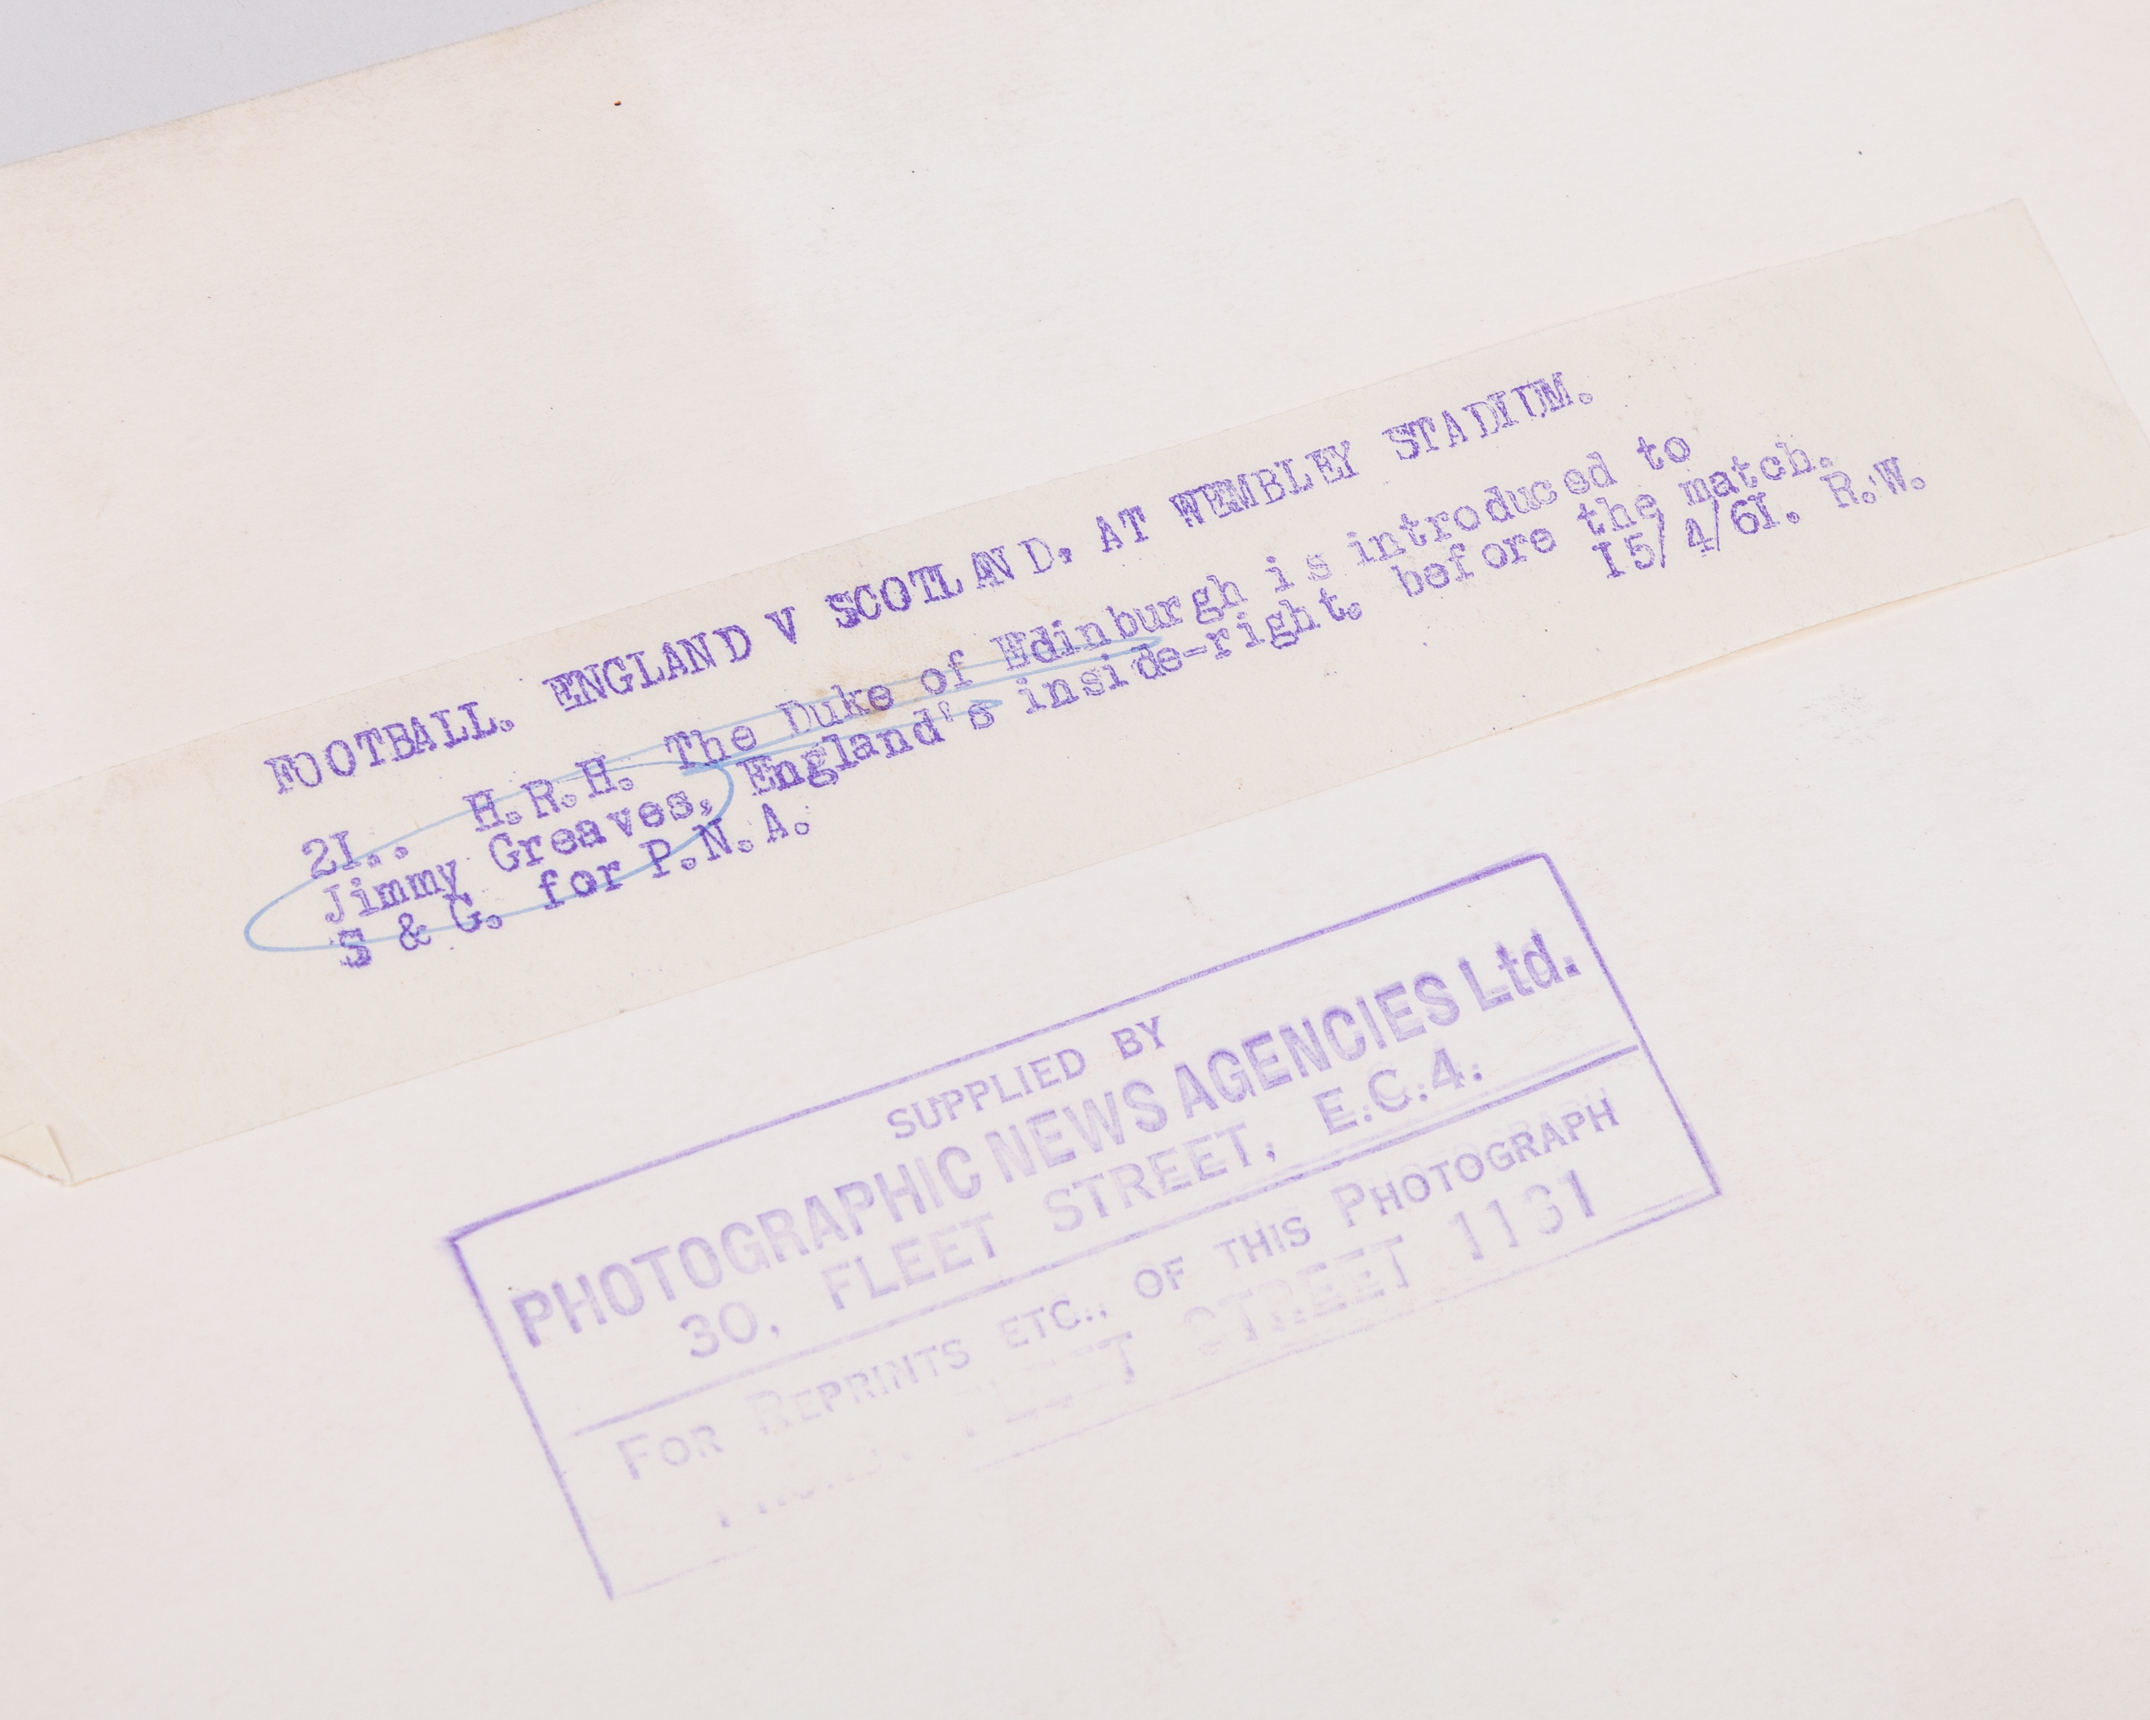 FOOTBALL. ENGLAND V SCOTLAND, AT WEMBLEY STADIUM.
2I.. H.R.H. The Duke of Edinburgh is introduced to
Jimmy Greaves, England's inside-right, before the match.
S & G. for P.N.A. I5/4/6I. R.W.
SUPPLIED BY
PHOTOGRAPHIC NEWS AGENCIES Ltd.
30, FLEET STREET, E.C.4.
FOR REPRINTS ETC., OF THIS PHOTOGRAPH
STREET 1131